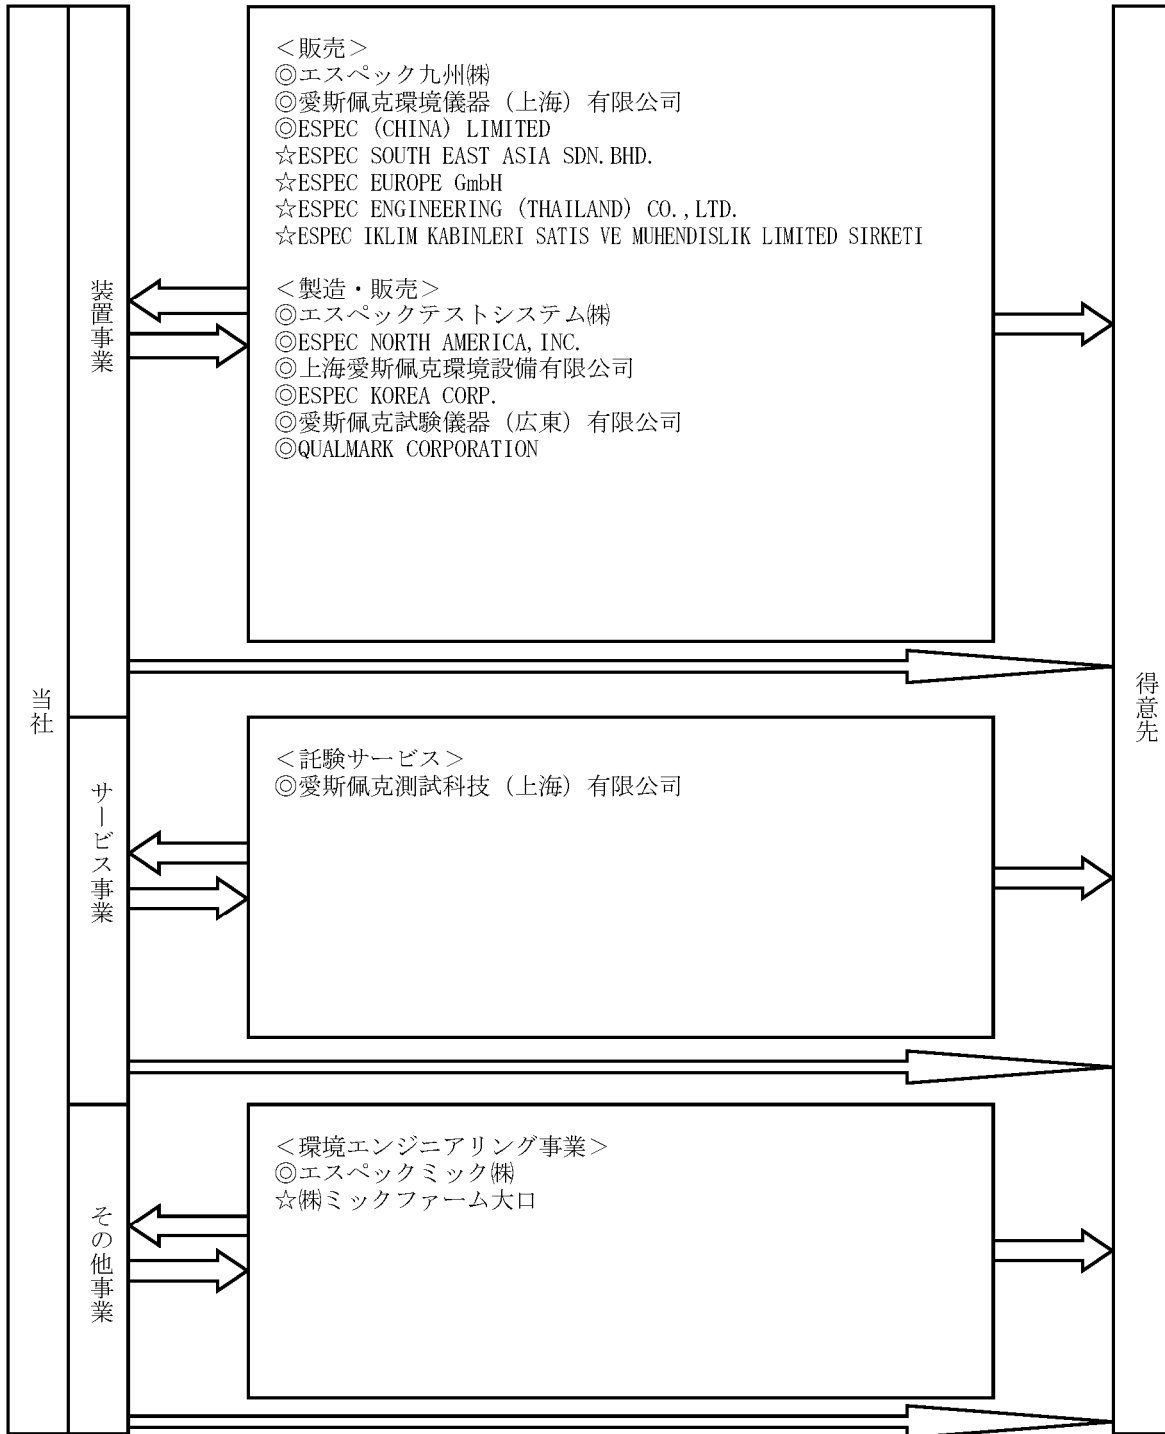 当社
装置事業
＜販売＞
◎エスペック九州㈱
◎愛斯佩克環境儀器（上海）有限公司
◎ESPEC (CHINA) LIMITED
☆ESPEC SOUTH EAST ASIA SDN.BHD.
☆ESPEC EUROPE GmbH
☆ESPEC ENGINEERING (THAILAND) CO.,LTD.
☆ESPEC IKLIM KABINLERI SATIS VE MUHENDISLIK LIMITED SIRKETI
＜製造・販売＞
◎エスペックテストシステム㈱
◎ESPEC NORTH AMERICA,INC.
◎上海愛斯佩克環境設備有限公司
◎ESPEC KOREA CORP.
◎愛斯佩克試験儀器（広東）有限公司
◎QUALMARK CORPORATION
サービス事業
＜託験サービス＞
◎愛斯佩克測試科技（上海）有限公司
その他事業
＜環境エンジニアリング事業＞
◎エスペックミック㈱
☆㈱ミックファーム大口
得意先